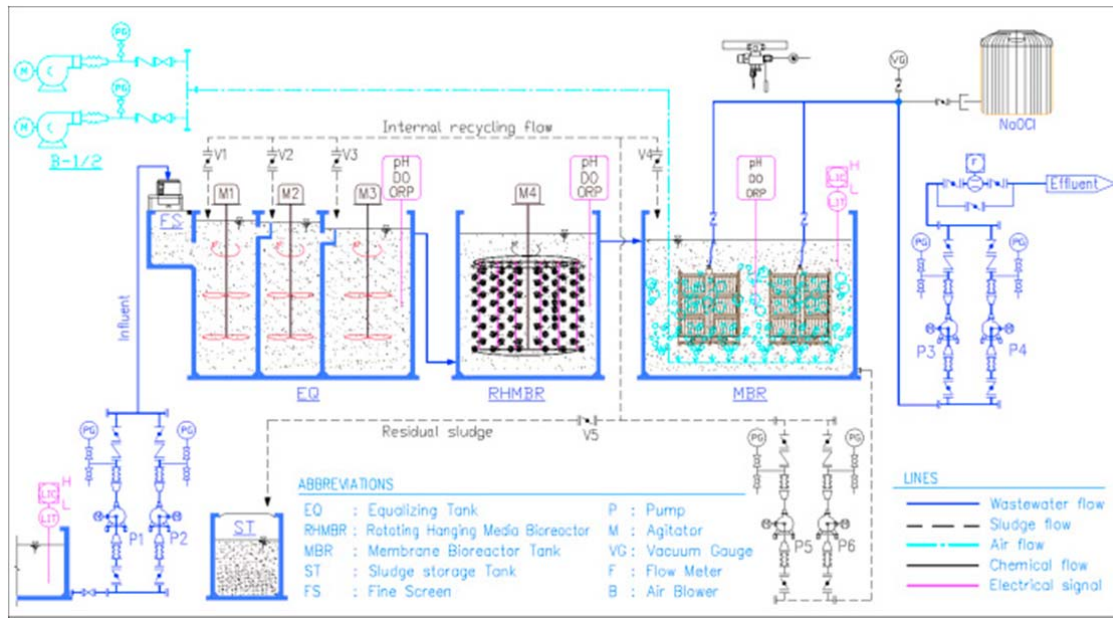 PG
M
PG
M
B-1/2
Internal recycling flow
V1
V2
V3
V4
VG
NaOCl
pH
DO
ORP
pH
DO
ORP
pH
DO
ORP
LIC
H
L
LIT
F
Effluent
FS
M1
M2
M3
M4
Influent
EQ
RHMBR
MBR
PG
PG
M
M
P3
P4
Residual sludge
V5
PG
PG
M
M
P1
P2
LIC
H
L
LIT
ST
PG
PG
M
M
P5
P6
ABBREVIATIONS
EQ : Equalizing Tank
RHMBR : Rotating Hanging Media Bioreactor
MBR : Membrane Bioreactor Tank
ST : Sludge storage Tank
FS : Fine Screen
P : Pump
M : Agitator
VG : Vacuum Gauge
F : Flow Meter
B : Air Blower
LINES
Wastewater flow
Sludge flow
Air flow
Chemical flow
Electrical signal